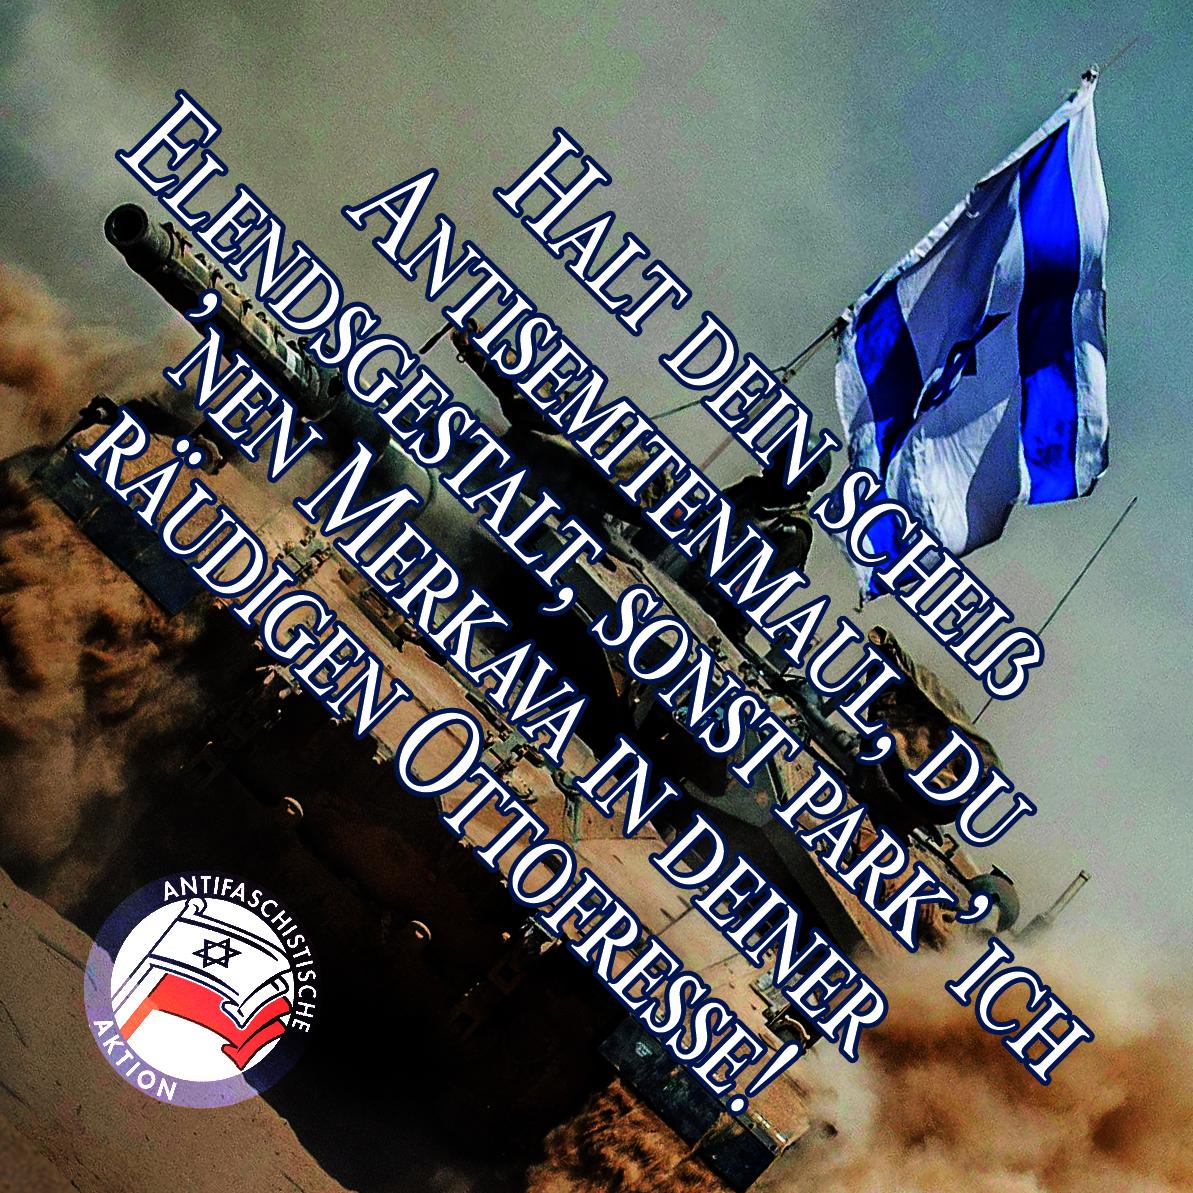 Halt dein scheiß
Antisemitenmaul, du
Elendsgestalt, sonst park’ ich
’nen Merkava in deiner
räudigen Ottofresse!
ANTIFASCHISTISCHE
AKTION